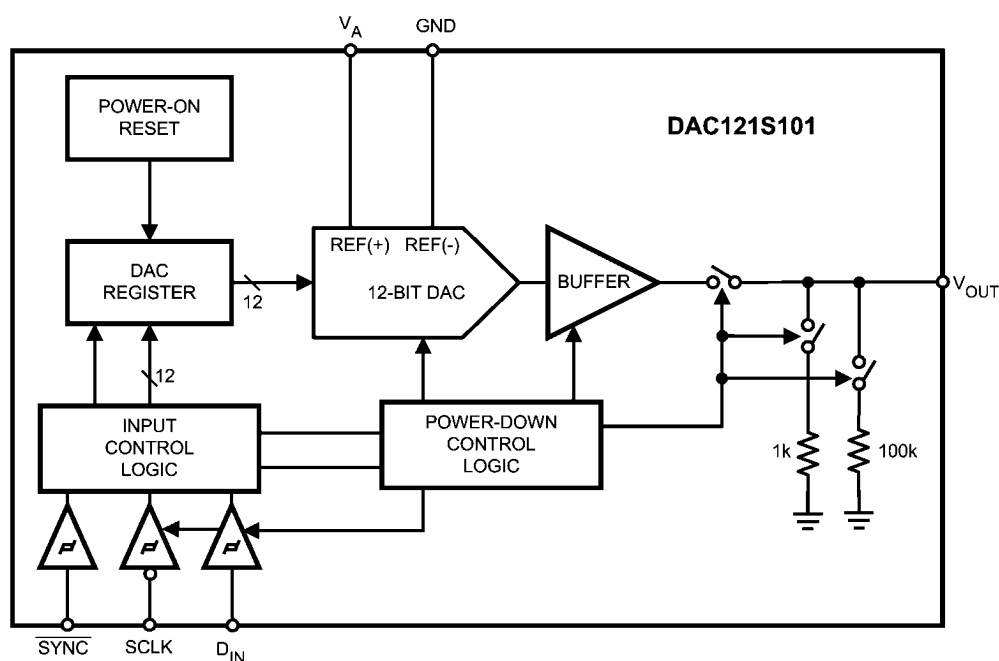 V_A
GND
POWER-ON
RESET
DAC121S101
REF(+) REF(-)
DAC
REGISTER
12
12-BIT DAC
BUFFER
V_OUT
12
INPUT
CONTROL
LOGIC
POWER-DOWN
CONTROL
LOGIC
1k
100k
SYNC
SCLK
D_IN